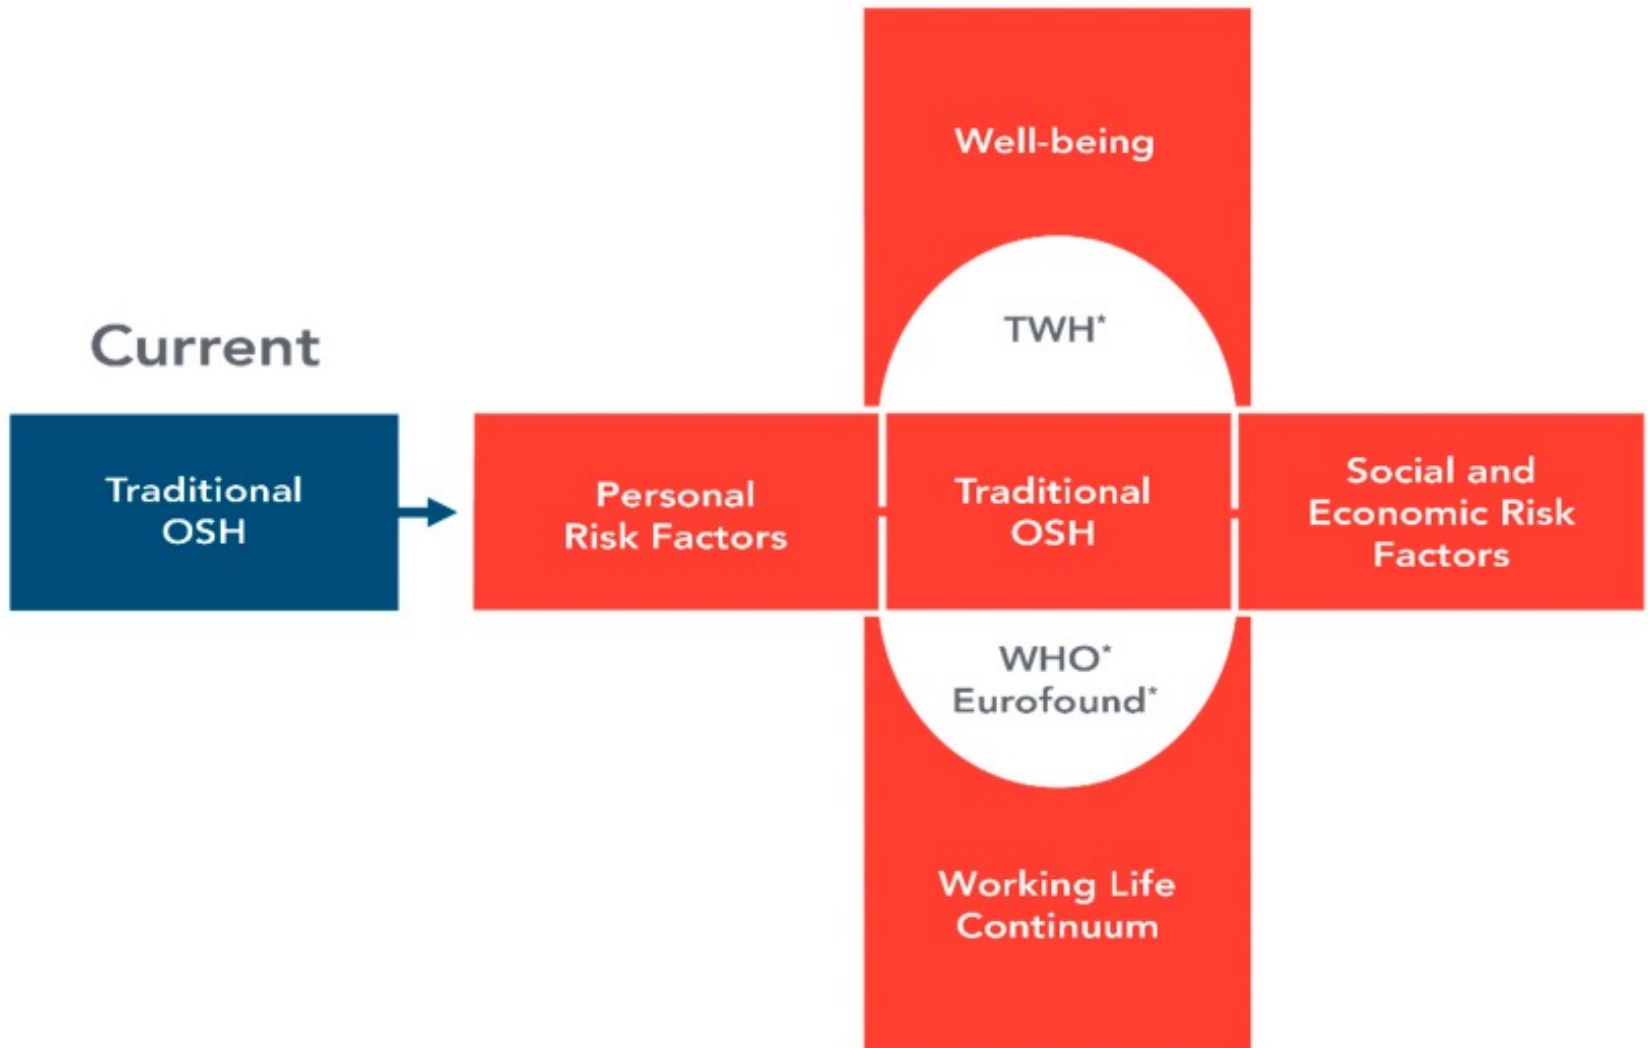 Well-being
TWH*
Current
Traditional
OSH
Personal
Risk Factors
Traditional
OSH
Social and
Economic Risk
Factors
WHO*
Eurofound*
Working Life
Continuum